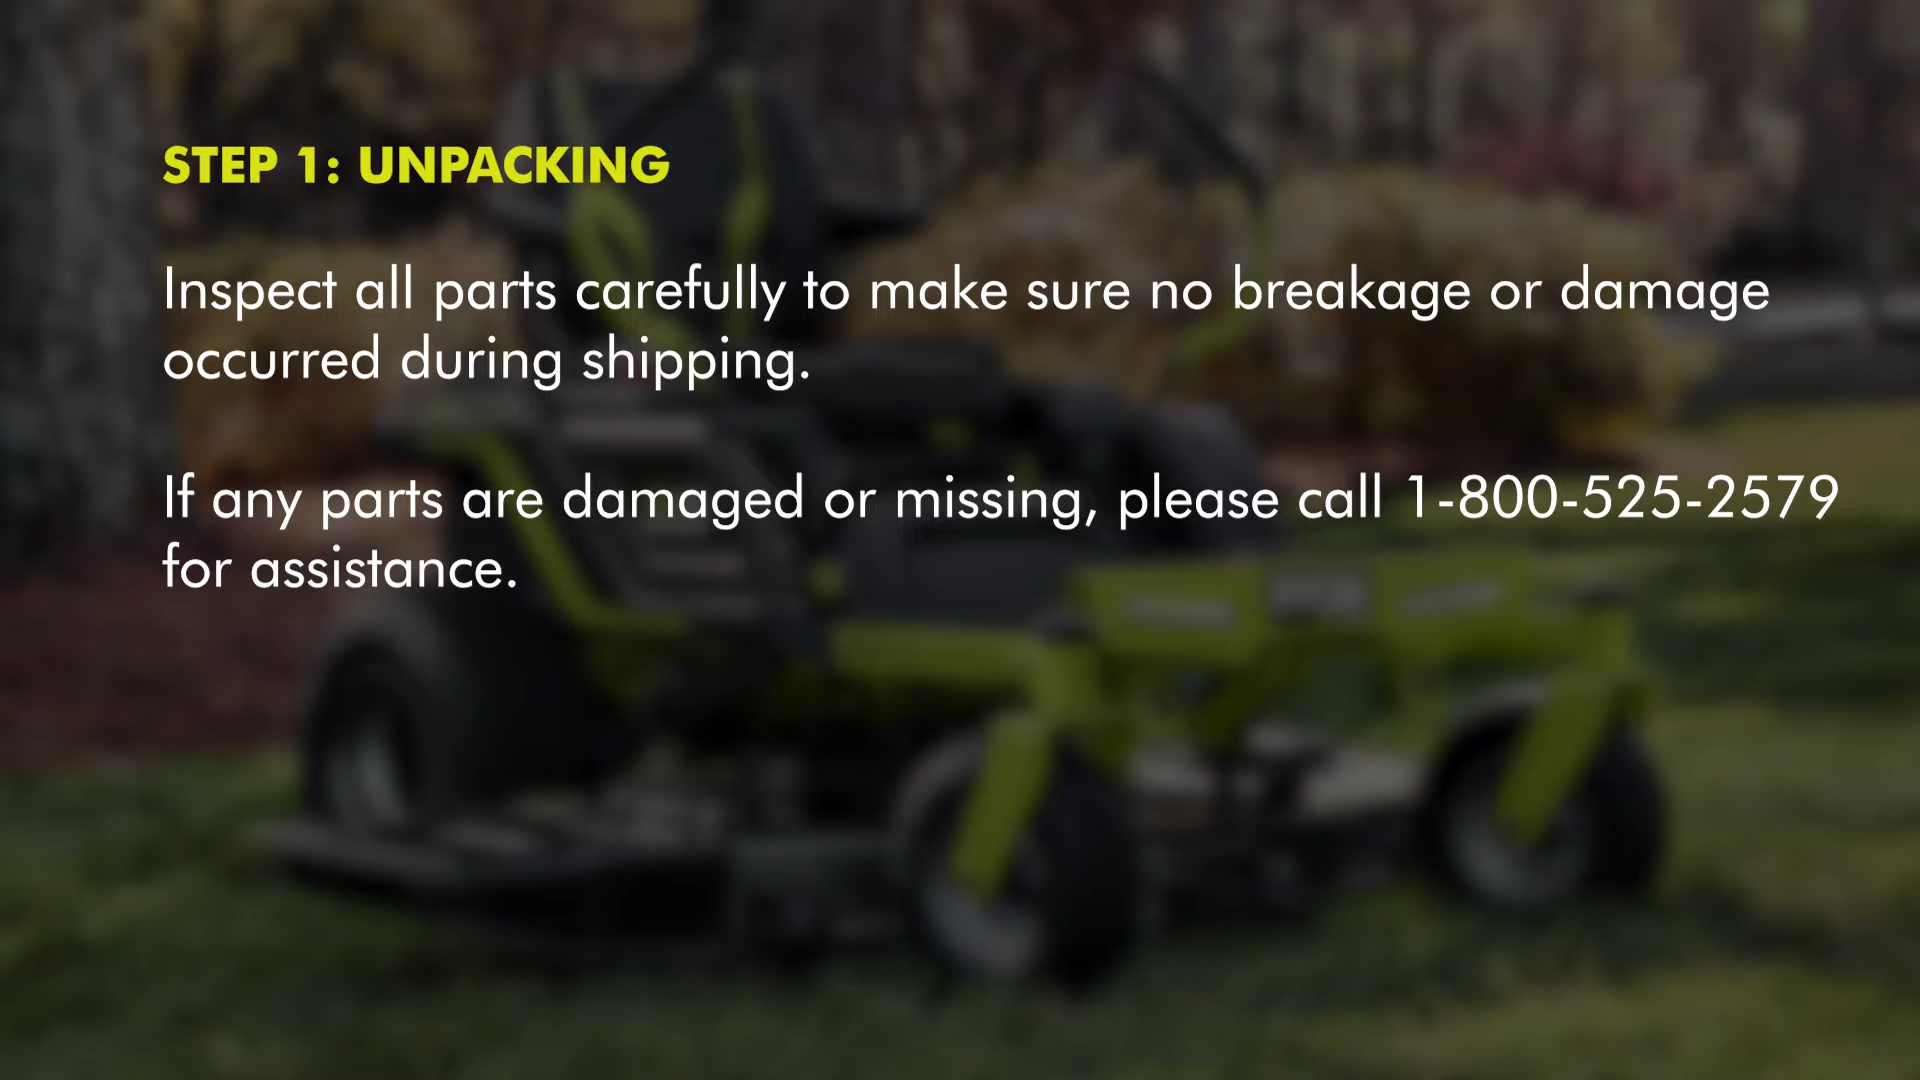 STEP 1: UNPACKING
Inspect all parts carefully to make sure no breakage or damage
occurred during shipping.
If any parts are damaged or missing, please call 1-800-525-2579
for assistance.